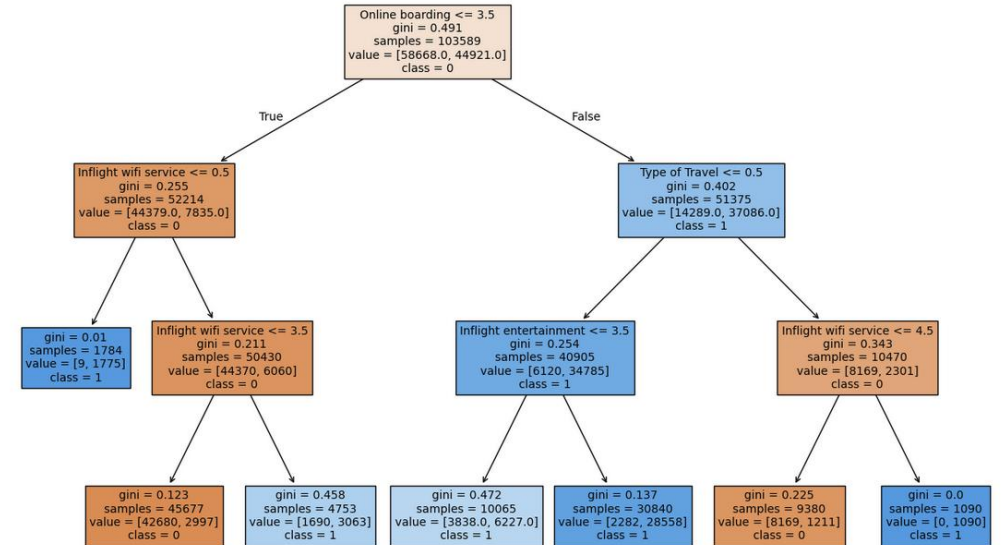 Online boarding <= 3.5
gini = 0.491
samples = 103589
value = [58668.0, 44921.0]
class = 0
True
False
Inflight wifi service <= 0.5
gini = 0.255
samples = 52214
value = [44379.0, 7835.0]
class = 0
Type of Travel <= 0.5
gini = 0.402
samples = 51375
value = [14289.0, 37086.0]
class = 1
gini = 0.01
samples = 1784
value = [9, 1775]
class = 1
Inflight wifi service <= 3.5
gini = 0.211
samples = 50430
value = [44370, 6060]
class = 0
Inflight entertainment <= 3.5
gini = 0.254
samples = 40905
value = [6120, 34785]
class = 1
Inflight wifi service <= 4.5
gini = 0.343
samples = 10470
value = [8169, 2301]
class = 0
gini = 0.123
samples = 45677
value = [42680, 2997]
class = 0
gini = 0.458
samples = 4753
value = [1690, 3063]
class = 1
gini = 0.472
samples = 10065
value = [3838.0, 6227.0]
class = 1
gini = 0.137
samples = 30840
value = [2282, 28558]
class = 1
gini = 0.225
samples = 9380
value = [8169, 1211]
class = 0
gini = 0.0
samples = 1090
value = [0, 1090]
class = 1